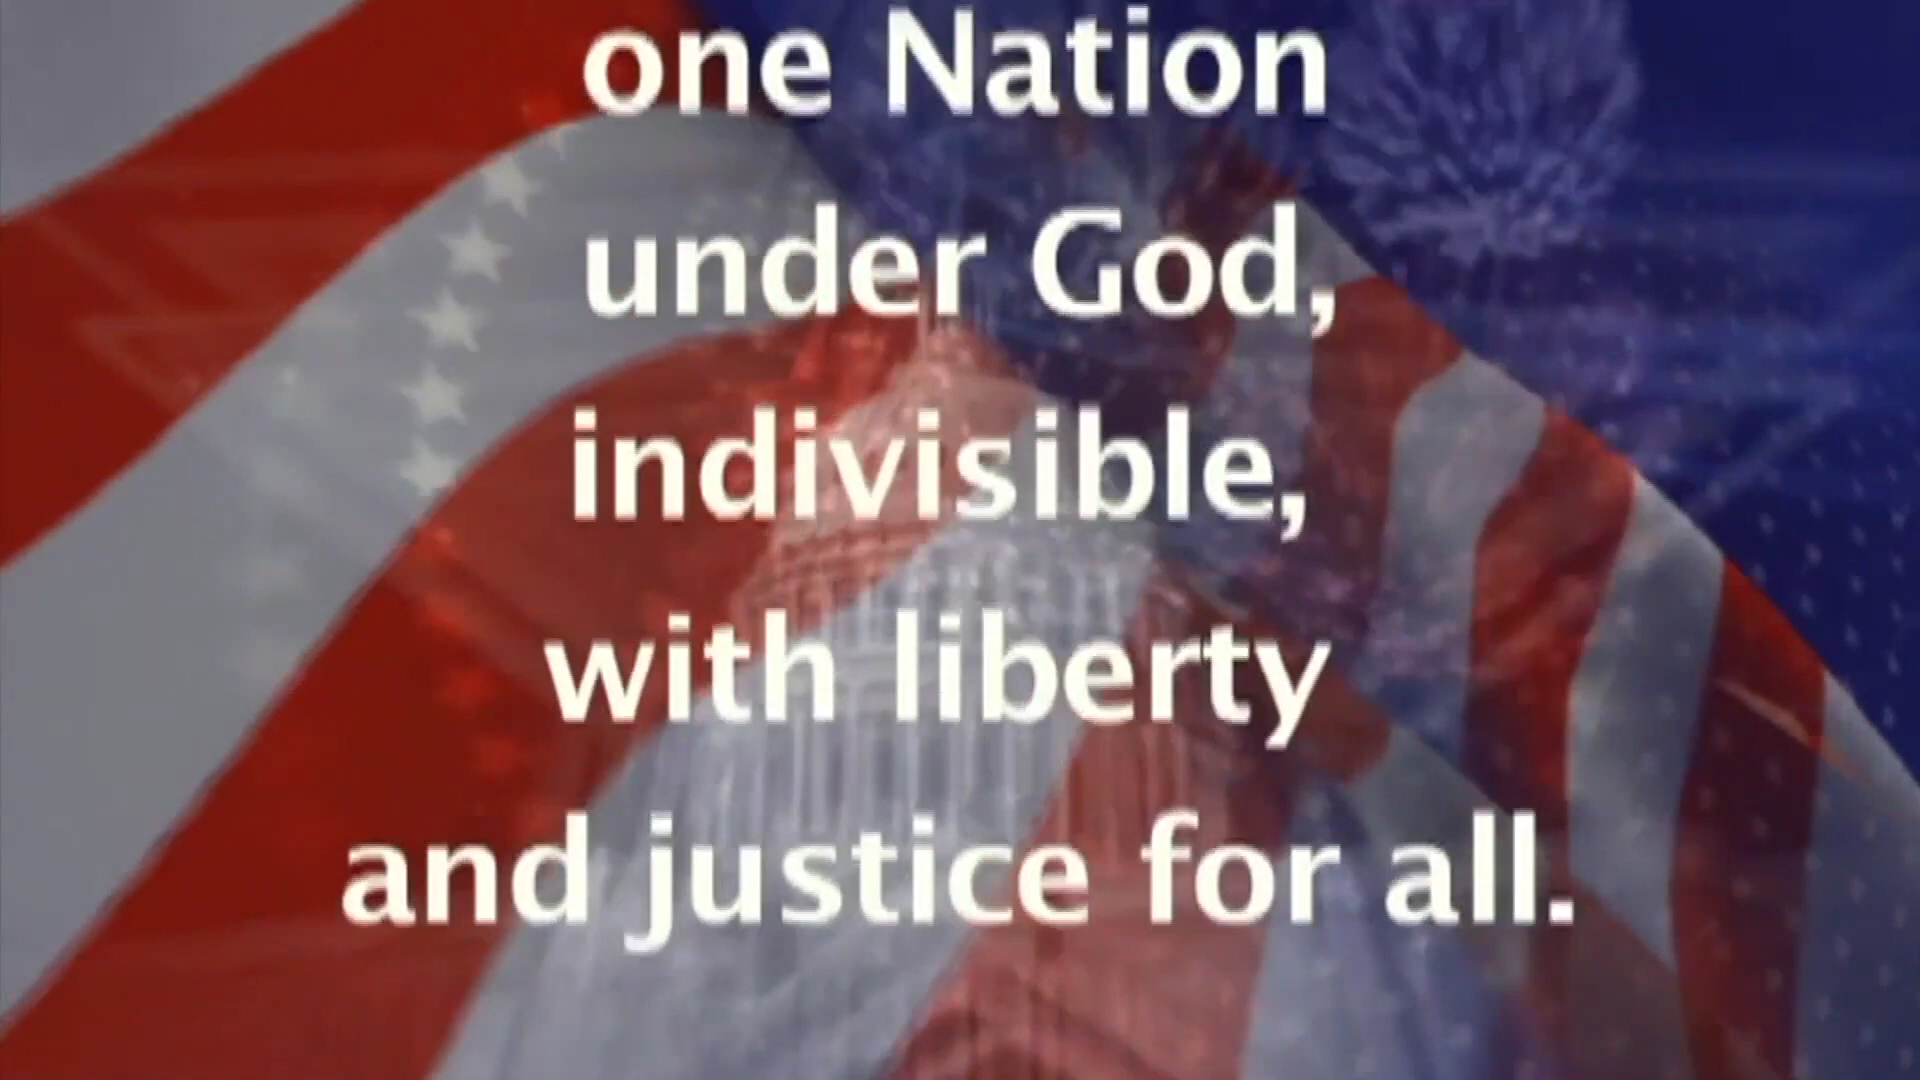 one Nation
under God,
indivisible,
with liberty
and justice for all.